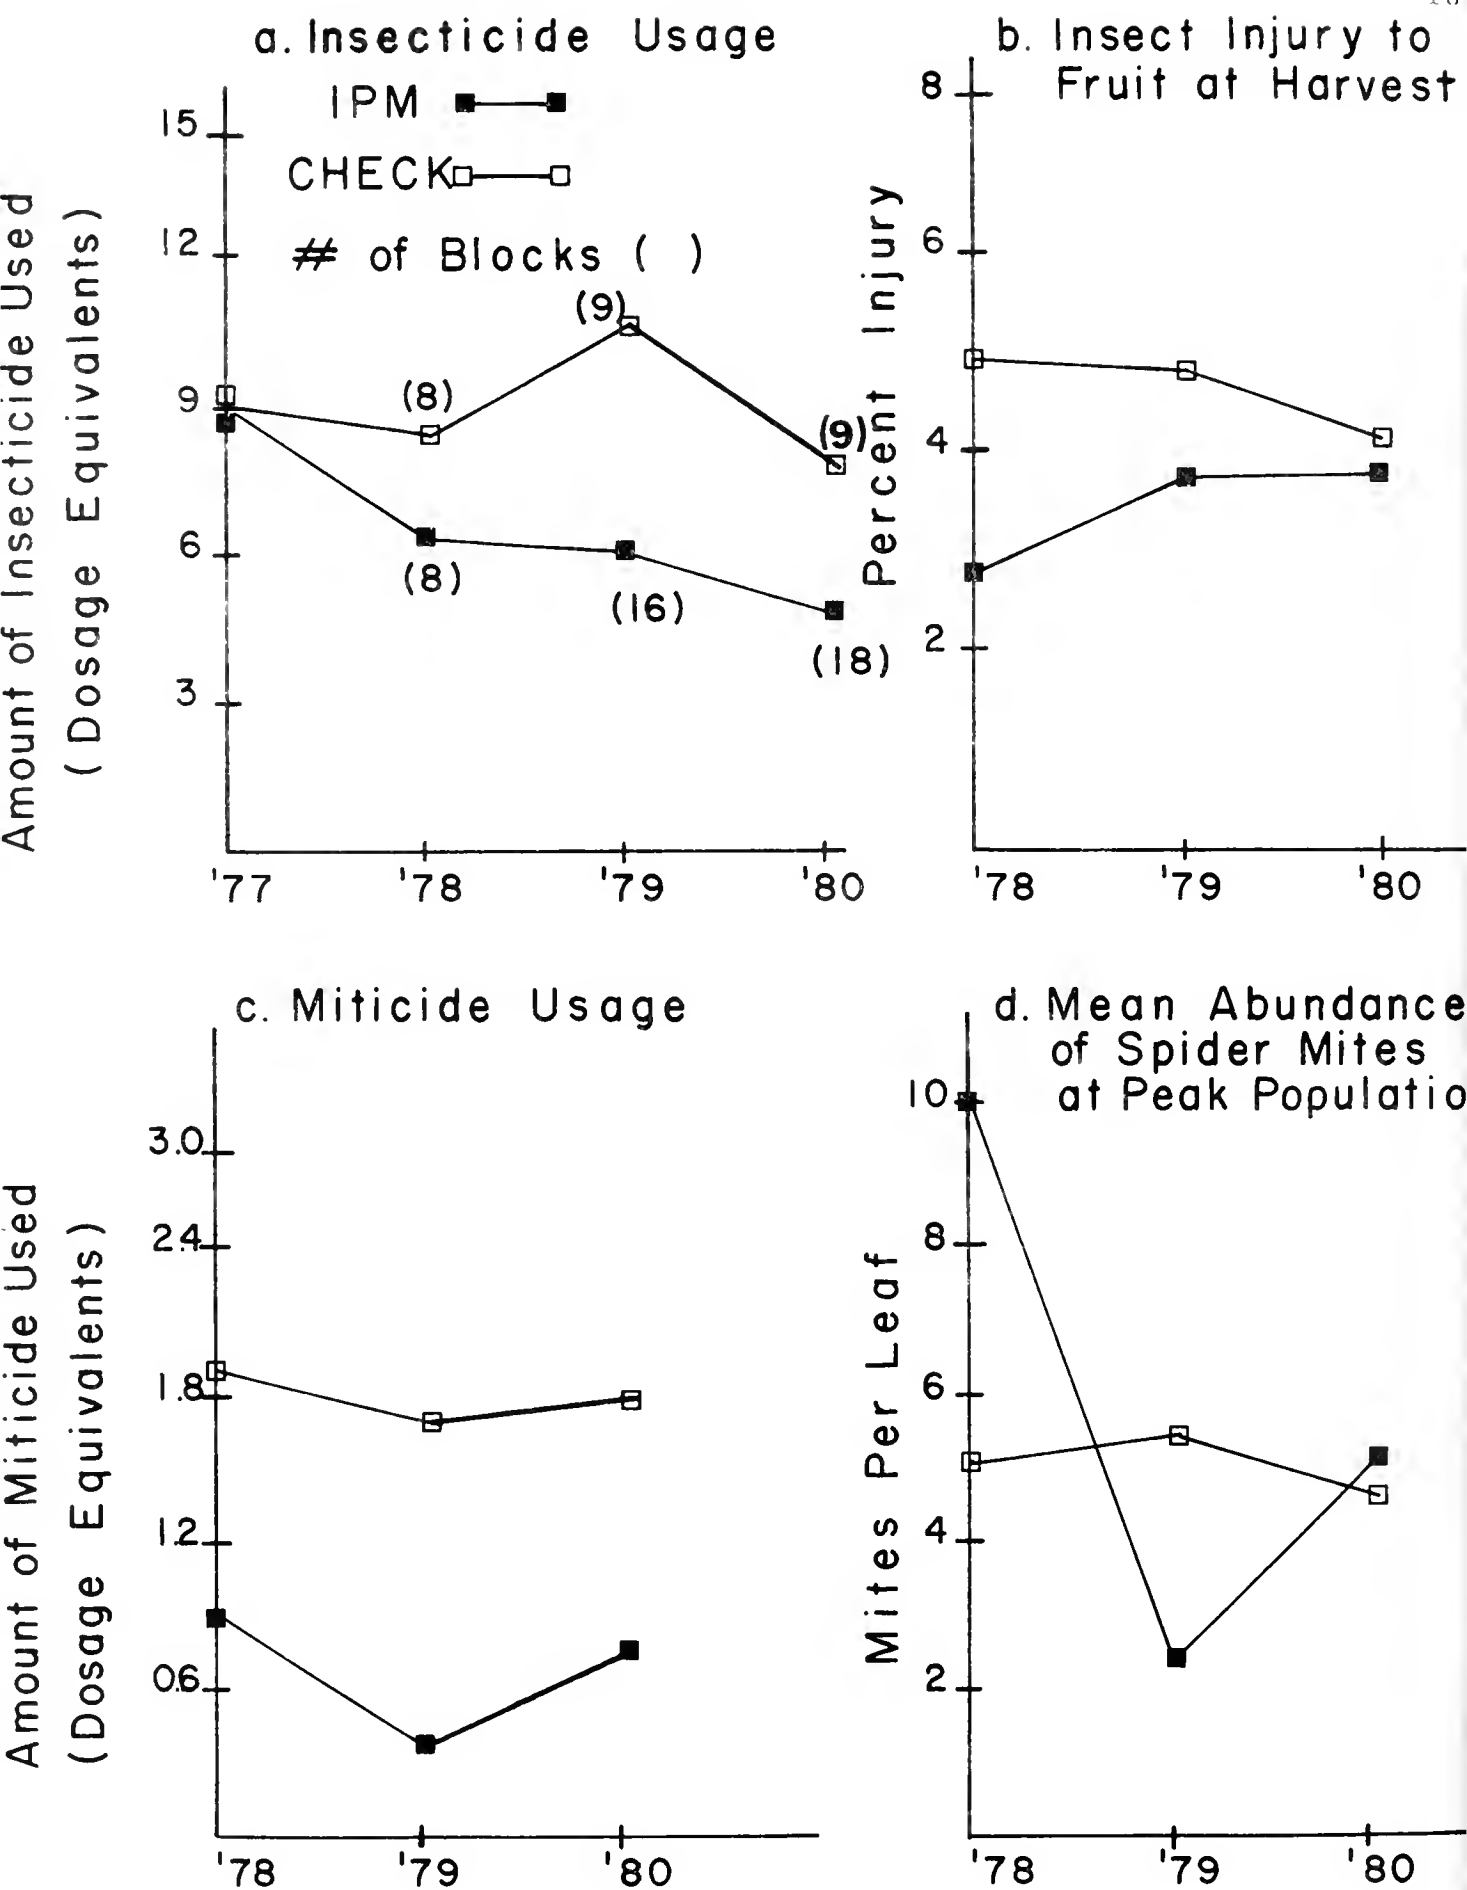 a. Insecticide Usage
IPM
CHECK
# of Blocks ( )
Amount of Insecticide Used
(Dosage Equivalents)
15
12
9
6
3
(8)
(9)
(9)
(8)
(16)
(18)
'77 '78 '79 '80
b. Insect Injury to
Fruit at Harvest
Percent Injury
8
6
4
2
'78 '79 '80
c. Miticide Usage
Amount of Miticide Used
(Dosage Equivalents)
3.0
2.4
1.8
1.2
0.6
'78 '79 '80
d. Mean Abundance
of Spider Mites
at Peak Populatio
Mites Per Leaf
10
8
6
4
2
'78 '79 '80